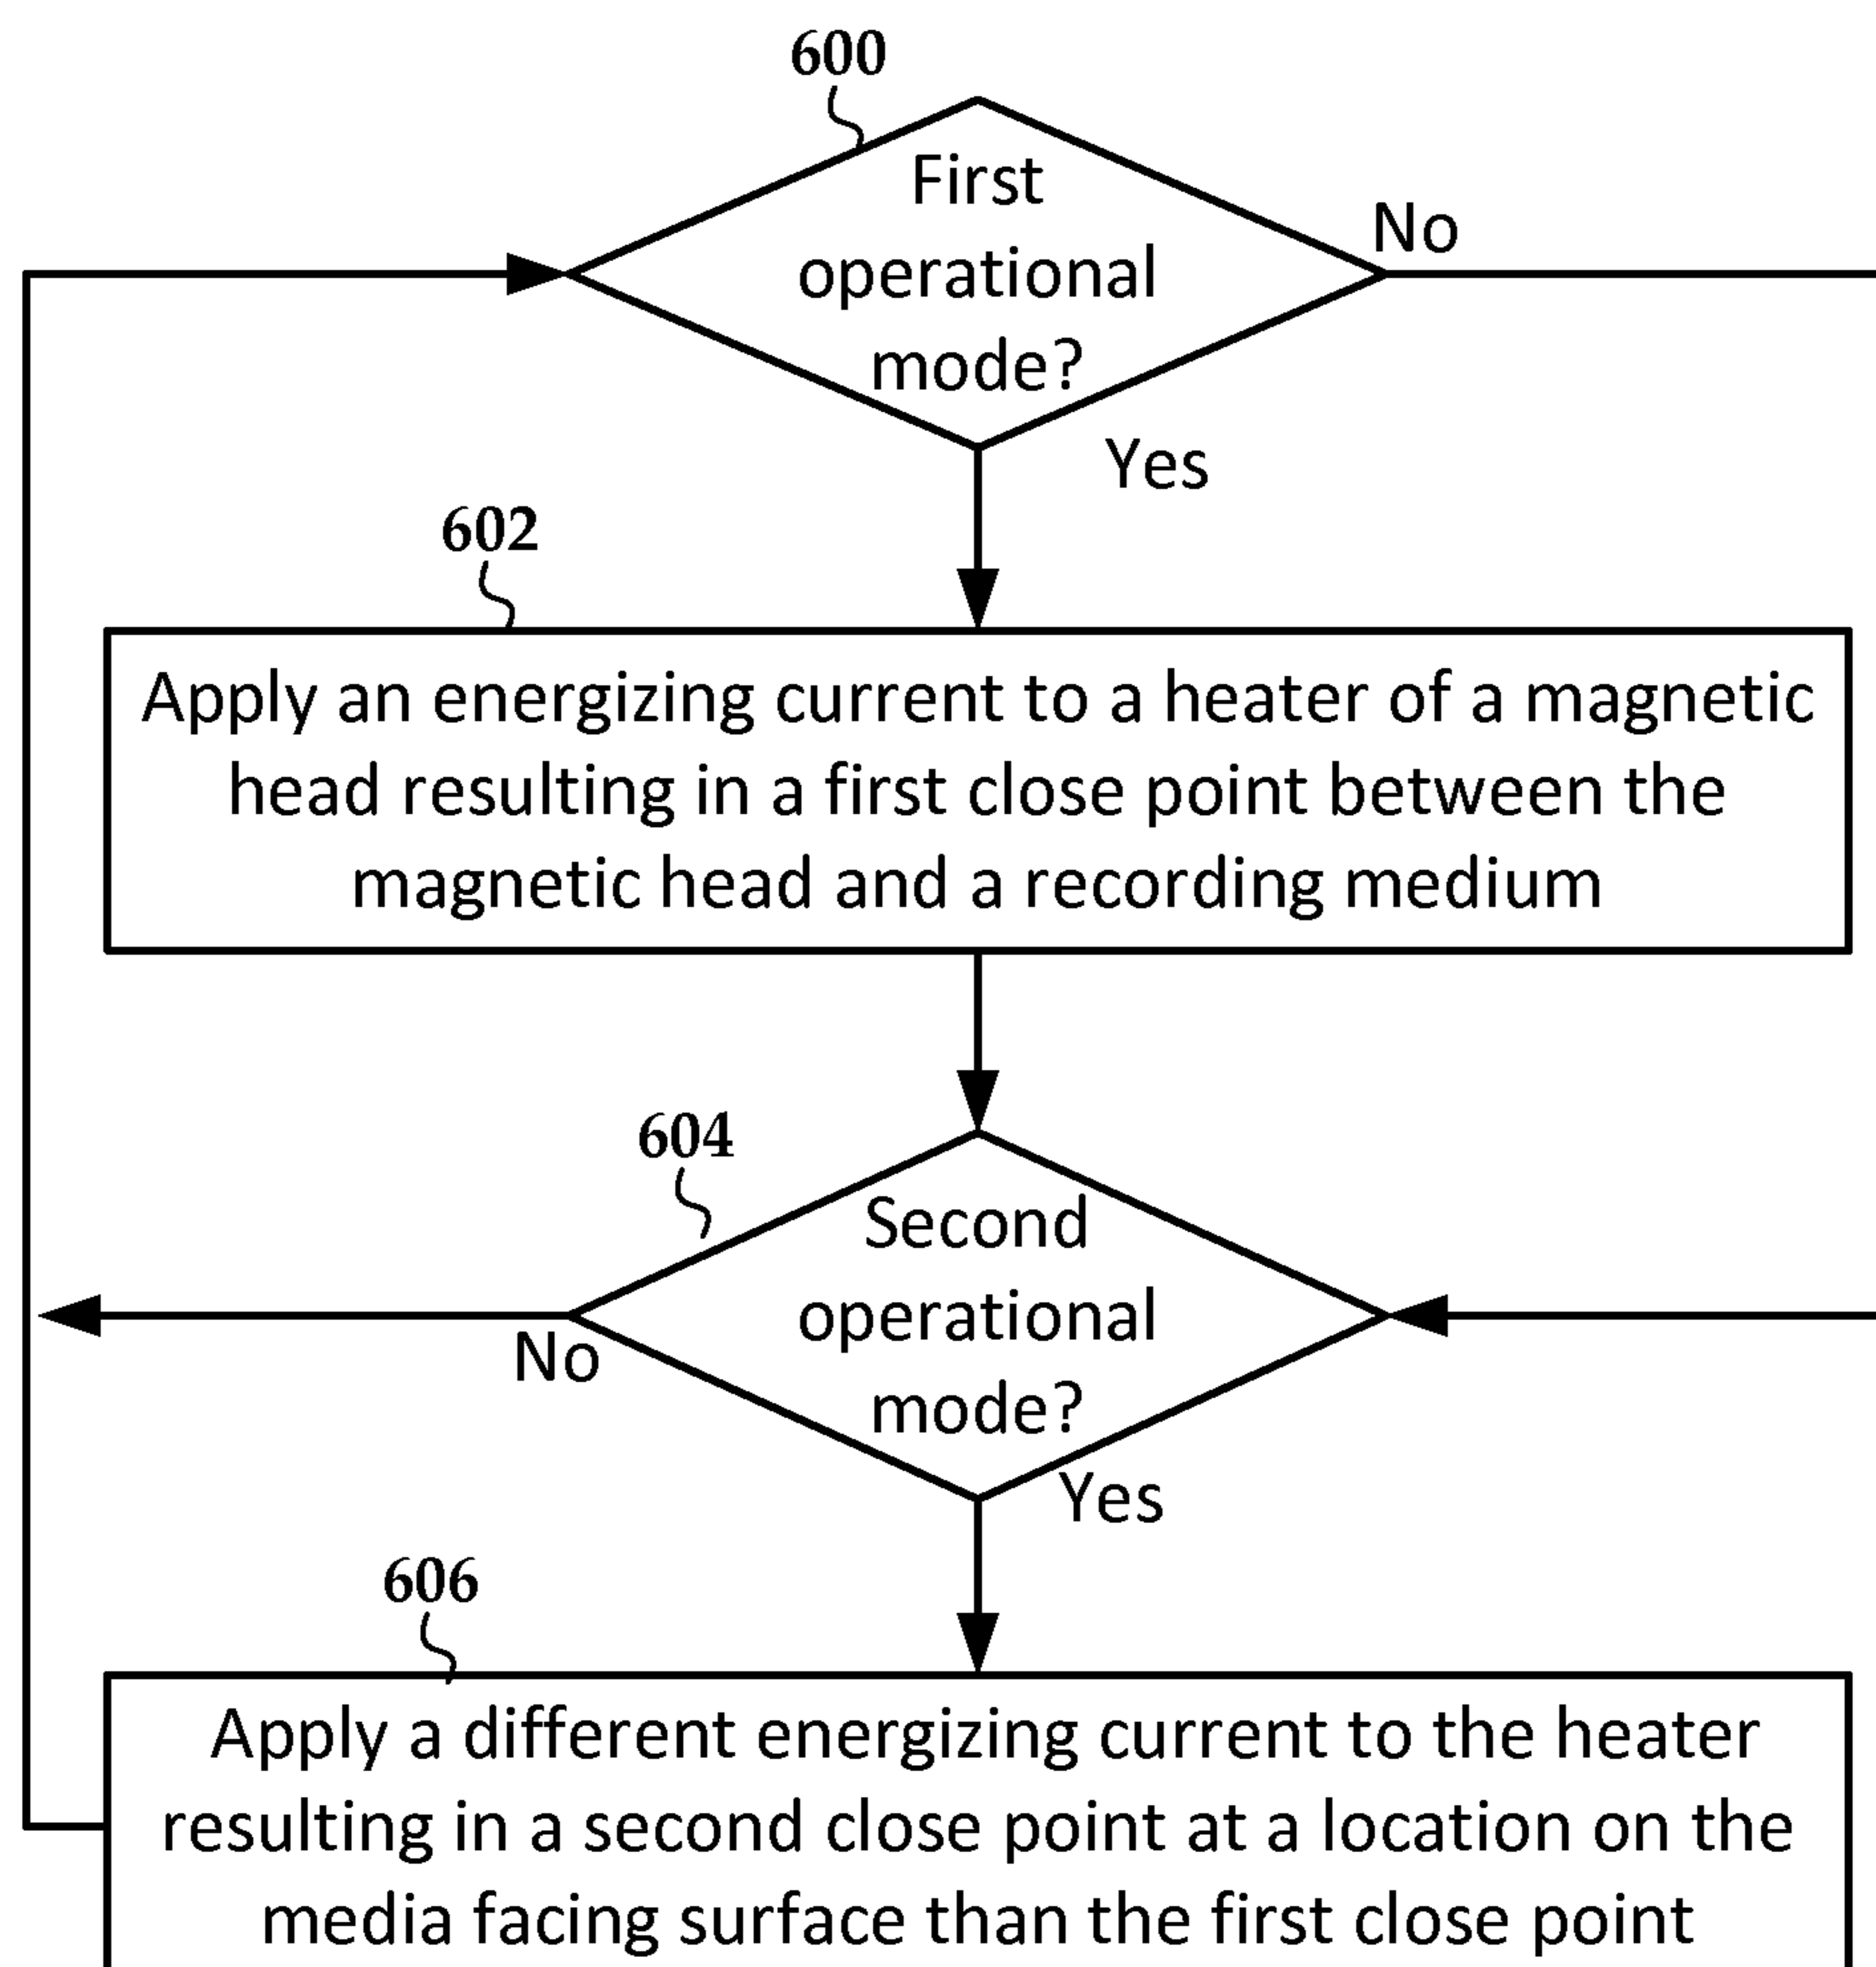 600
First
operational
mode?
No
Yes
602
Apply an energizing current to a heater of a magnetic
head resulting in a first close point between the
magnetic head and a recording medium
604
Second
operational
mode?
No
Yes
606
Apply a different energizing current to the heater
resulting in a second close point at a location on the
media facing surface than the first close point